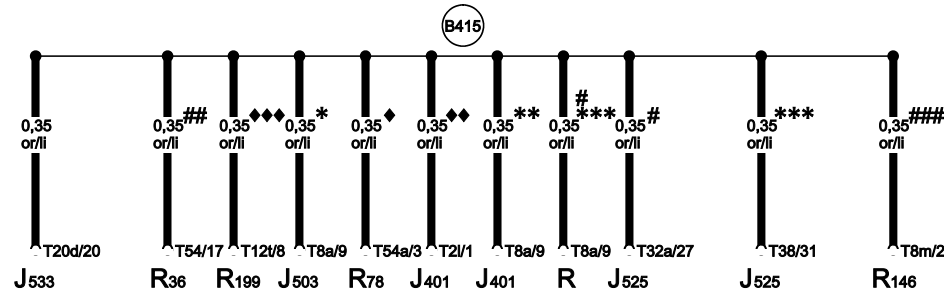 B415
#
## ♦♦♦ * ♦ ♦♦ ** *** # *** ###
0,35 0,35 0,35 0,35 0,35 0,35 0,35 0,35 0,35 0,35 0,35
or/li or/li or/li or/li or/li or/li or/li or/li or/li or/li or/li
T20d/20 T54/17 T12t/8 T8a/9 T54a/3 T2l/1 T8a/9 T8a/9 T32a/27 T38/31 T8m/2
J533 R36 R199 J503 R78 J401 J401 R J525 J525 R146